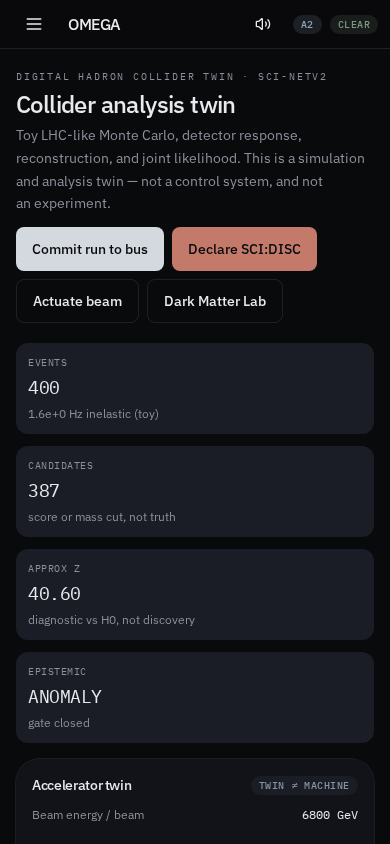 OMEGA
A2
CLEAR
DIGITAL HADRON COLLIDER TWIN · SCI-NETV2
Collider analysis twin
Toy LHC-like Monte Carlo, detector response,
reconstruction, and joint likelihood. This is a simulation
and analysis twin — not a control system, and not
an experiment.
Commit run to bus
Declare SCI:DISC
Actuate beam
Dark Matter Lab
EVENTS
400
1.6e+0 Hz inelastic (toy)
CANDIDATES
387
score or mass cut, not truth
APPROX Z
40.60
diagnostic vs H0, not discovery
EPISTEMIC
ANOMALY
gate closed
Accelerator twin
TWIN ≠ MACHINE
Beam energy / beam
6800 GeV